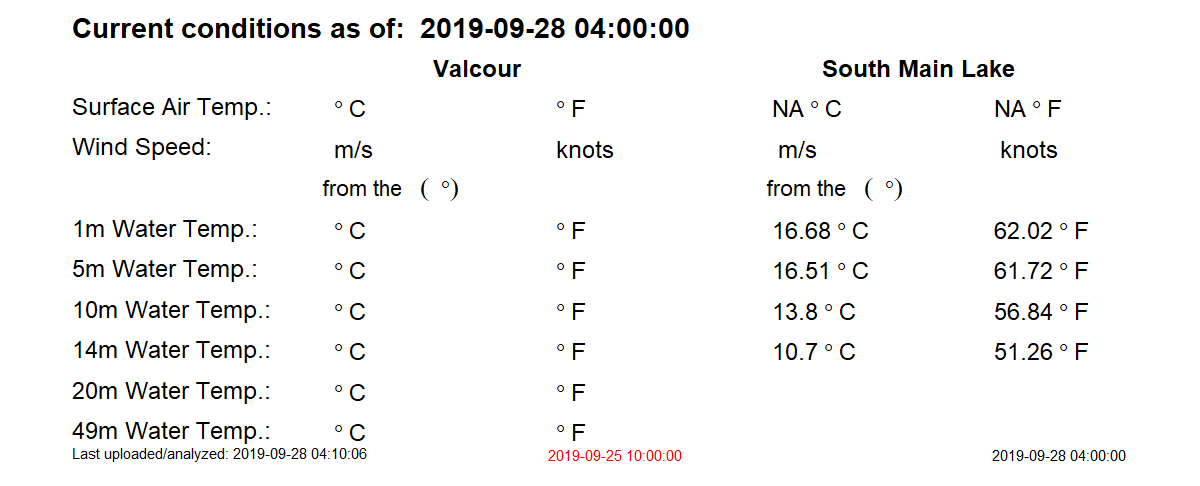 Current conditions as of: 2019-09-28 04:00:00
Valcour South Main Lake
Surface Air Temp.: ° C ° F NA ° C NA ° F
Wind Speed: m/s knots m/s knots
from the ( °) from the ( °)
1m Water Temp.: ° C ° F 16.68 ° C 62.02 ° F
5m Water Temp.: ° C ° F 16.51 ° C 61.72 ° F
10m Water Temp.: ° C ° F 13.8 ° C 56.84 ° F
14m Water Temp.: ° C ° F 10.7 ° C 51.26 ° F
20m Water Temp.: ° C ° F
49m Water Temp.: ° C ° F
Last uploaded/analyzed: 2019-09-28 04:10:06 2019-09-25 10:00:00 2019-09-28 04:00:00